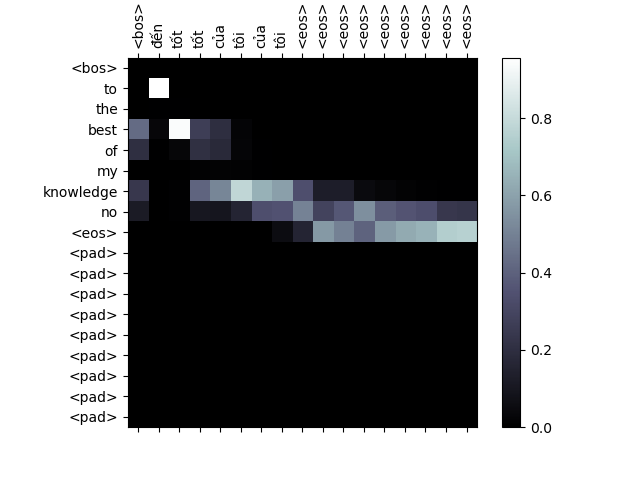 <bos> đến tốt tốt của tôi của tôi <eos> <eos> <eos> <eos> <eos> <eos> <eos> <eos> <eos>
<bos>
to
the
best
of
my
knowledge
no
<eos>
<pad>
<pad>
<pad>
<pad>
<pad>
<pad>
<pad>
<pad>
<pad>
0.8
0.6
0.4
0.2
0.0